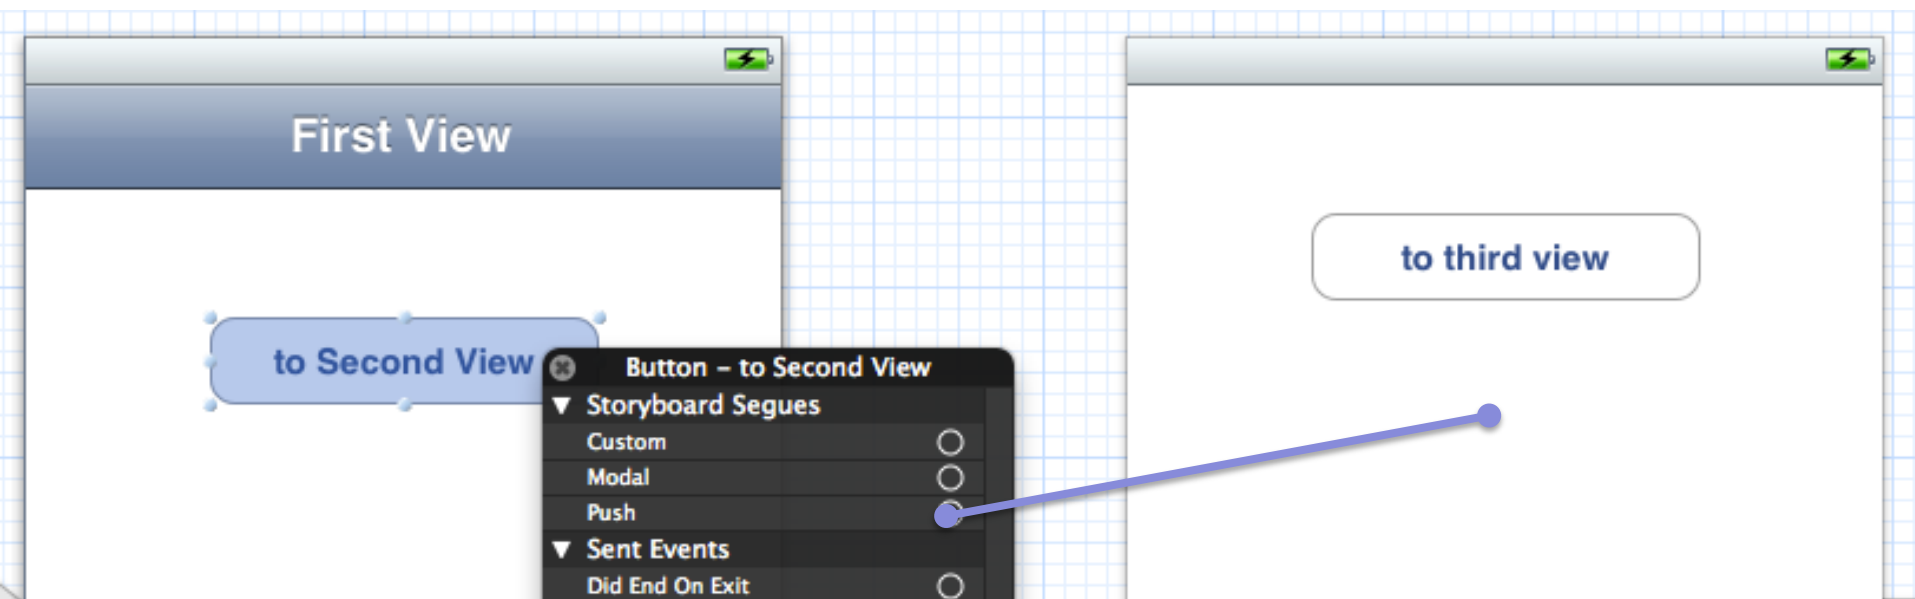 First View
to Second View
Button – to Second View
Storyboard Segues
Custom
Modal
Push
Sent Events
Did End On Exit
to third view